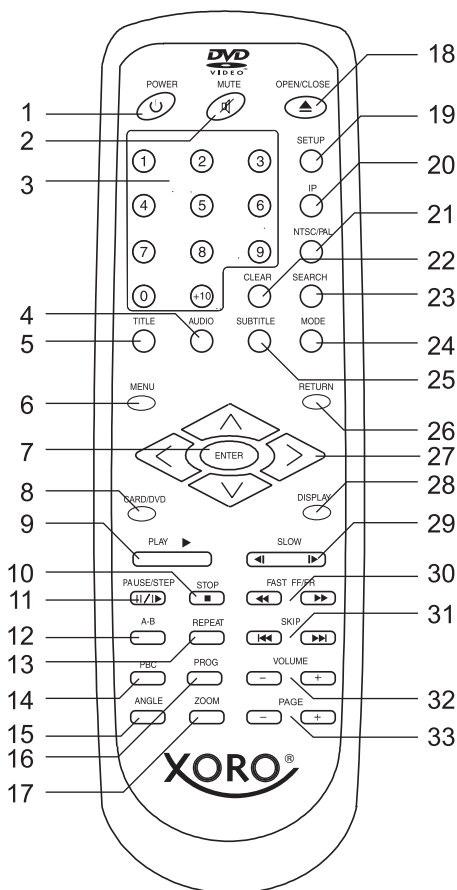 DVD
VIDEO
18
POWER MUTE OPEN/CLOSE
1
2
19
SETUP
3
1 2 3
20
IP
4 5 6
21
NTSC/PAL
7 8 9
22
CLEAR SEARCH
23
0 +10
4
TITLE AUDIO SUBTITLE MODE
5
24
25
MENU RETURN
6
26
7
ENTER
27
8
CARD/DVD DISPLAY
28
9
PLAY SLOW
29
10
PAUSE/STEP STOP FAST FF/FR
30
11
A-B REPEAT SKIP
31
12
13
PBC PROG VOLUME
14
- +
32
ANGLE ZOOM PAGE
15
- +
33
16
17
XORO®